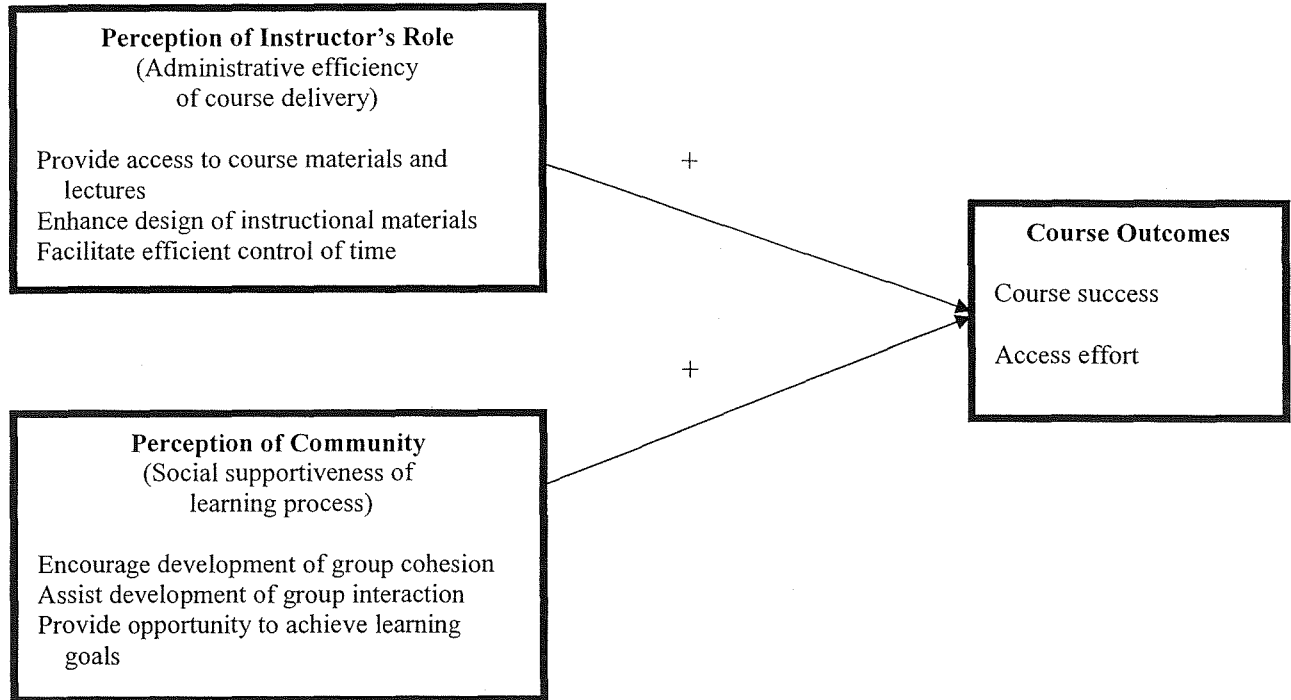 Perception of Instructor's Role
(Administrative efficiency
of course delivery)
Provide access to course materials and
lectures
Enhance design of instructional materials
Facilitate efficient control of time
+
Course Outcomes
Course success
Access effort
+
Perception of Community
(Social supportiveness of
learning process)
Encourage development of group cohesion
Assist development of group interaction
Provide opportunity to achieve learning
goals